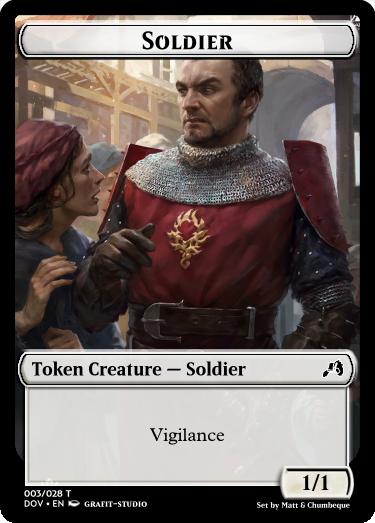 Soldier
Token Creature — Soldier
Vigilance
1/1
003/028 T
DOV • EN GRAFIT-STUDIO
Set by Matt & Chumbeque